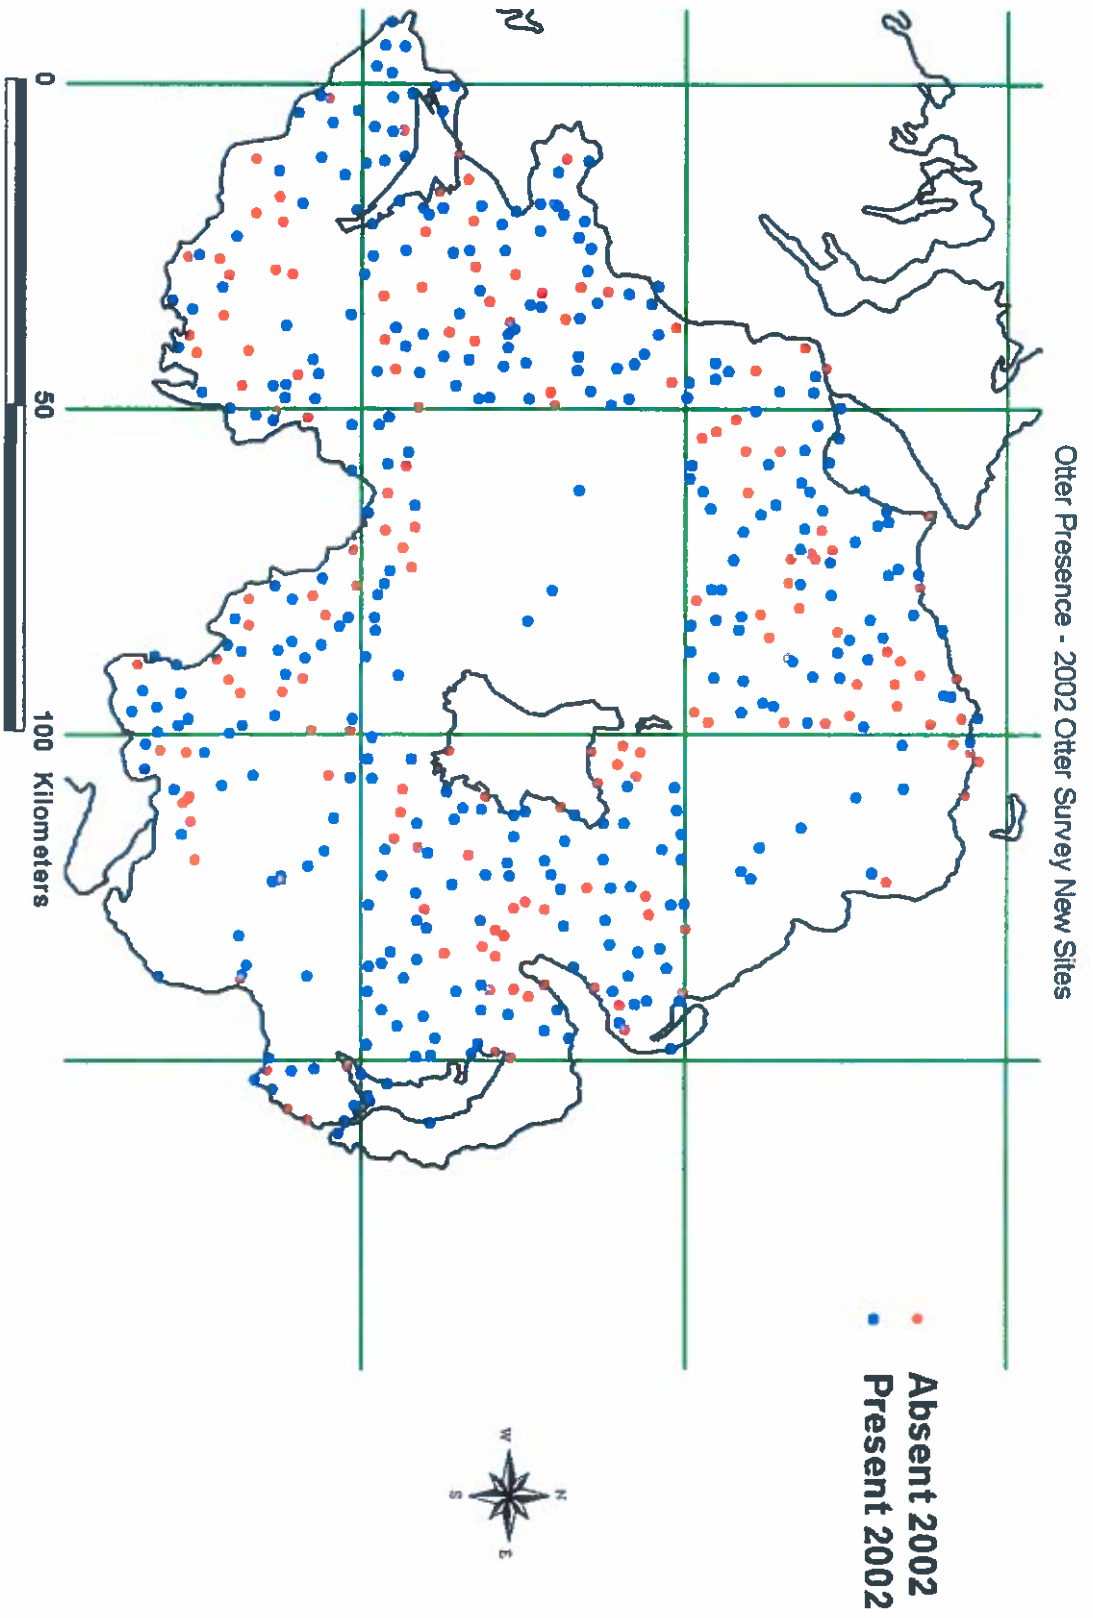 Otter Presence - 2002 Otter Survey New Sites
Absent 2002
Present 2002
N
W
E
S
0 50 100 Kilometers